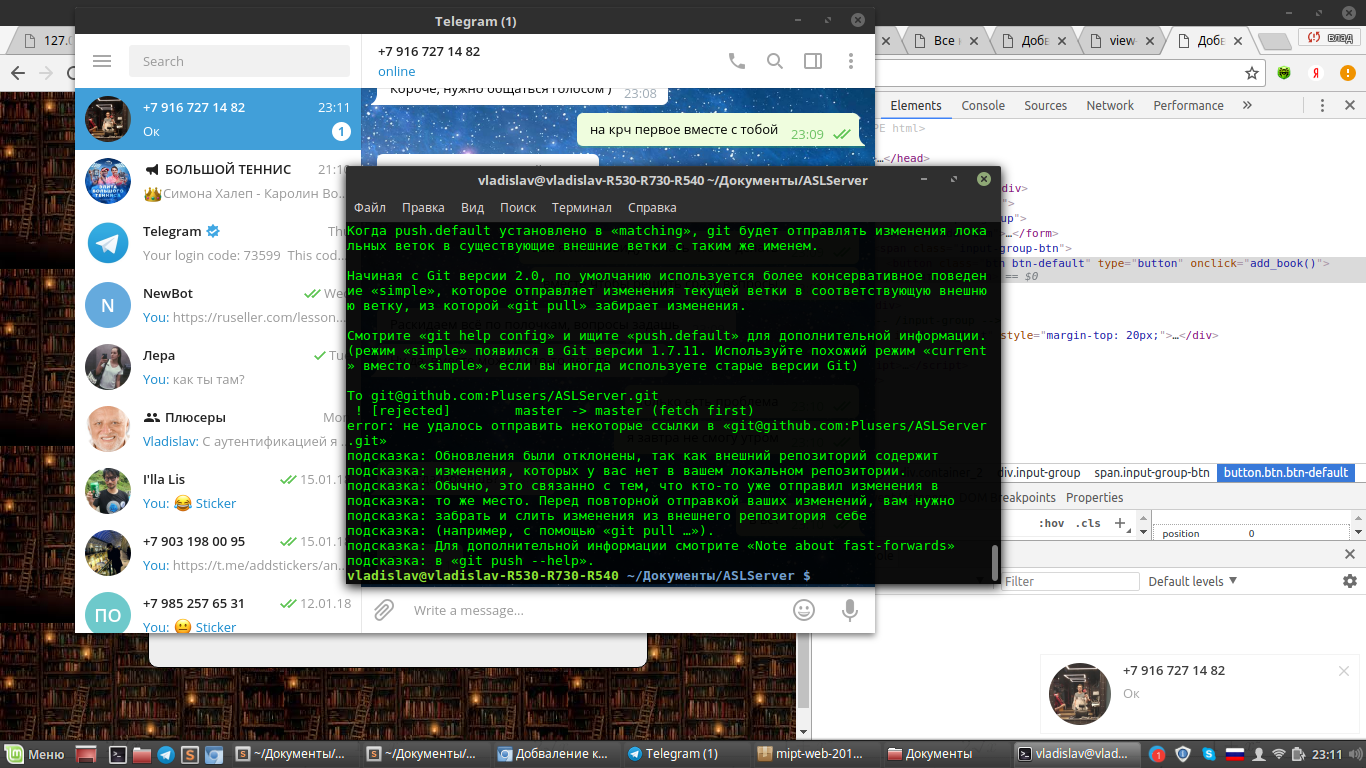 Telegram (1)
Search
+7 916 727 14 82
23:11
Ок
1
БОЛЬШОЙ ТЕННИС
Симона Халеп - Каролин Во...
Telegram
Your login code: 73599 This cod...
NewBot
You: https://ruseller.com/lesson...
Лера
You: как ты там?
Плюсеры
Vladislav: С аутентификацией я ...
I'lla Lis
15.01.18
You: 😂 Sticker
+7 903 198 00 95
You: https://t.me/addstickers/an...
+7 985 257 65 31
12.01.18
ПО
You: 😐 Sticker
+7 916 727 14 82
online
Короче, нужно общаться голосом )
23:08
на крч первое вместе с тобой
23:09
Write a message...
vladislav@vladislav-R530-R730-R540 ~/Документы/ASLServer
Файл Правка Вид Поиск Терминал Справка
Когда push.default установлено в «matching», git будет отправлять изменения лока
льных веток в существующие внешние ветки с таким же именем.
Начиная с Git версии 2.0, по умолчанию используется более консервативное поведен
ие «simple», которое отправляет изменения текущей ветки в соответствующую внешню
ю ветку, из которой «git pull» забирает изменения.
Смотрите «git help config» и ищите «push.default» для дополнительной информации.
(режим «simple» появился в Git версии 1.7.11. Используйте похожий режим «current
» вместо «simple», если вы иногда используете старые версии Git)
To git@github.com:Plusers/ASLServer.git
! [rejected] master -> master (fetch first)
error: не удалось отправить некоторые ссылки в «git@github.com:Plusers/ASLServer
.git»
подсказка: Обновления были отклонены, так как внешний репозиторий содержит
подсказка: изменения, которых у вас нет в вашем локальном репозитории.
подсказка: Обычно, это связанно с тем, что кто-то уже отправил изменения в
подсказка: то же место. Перед повторной отправкой ваших изменений, вам нужно
подсказка: забрать и слить изменения из внешнего репозитория себе
подсказка: (например, с помощью «git pull …»).
подсказка: Для дополнительной информации смотрите «Note about fast-forwards»
подсказка: в «git push --help».
vladislav@vladislav-R530-R730-R540 ~/Документы/ASLServer $
127.0
Все
Доба
view-
Доба
влад
Elements Console Sources Network Performance »
PE html>
…</head>
div>
">
up">
…</form>
group-btn">
btn btn-default" type="button" onclick="add_book()">
== $0
style="margin-top: 20px;">…</div>
div.input-group span.input-group-btn button.btn.btn-default
Breakpoints Properties
:hov .cls +
position 0
Filter
Default levels ▼
+7 916 727 14 82
Ок
Меню
~/Документы/...
~/Документы/...
Добваление к...
Telegram (1)
mipt-web-201...
Документы
vladislav@vlad...
1
23:11